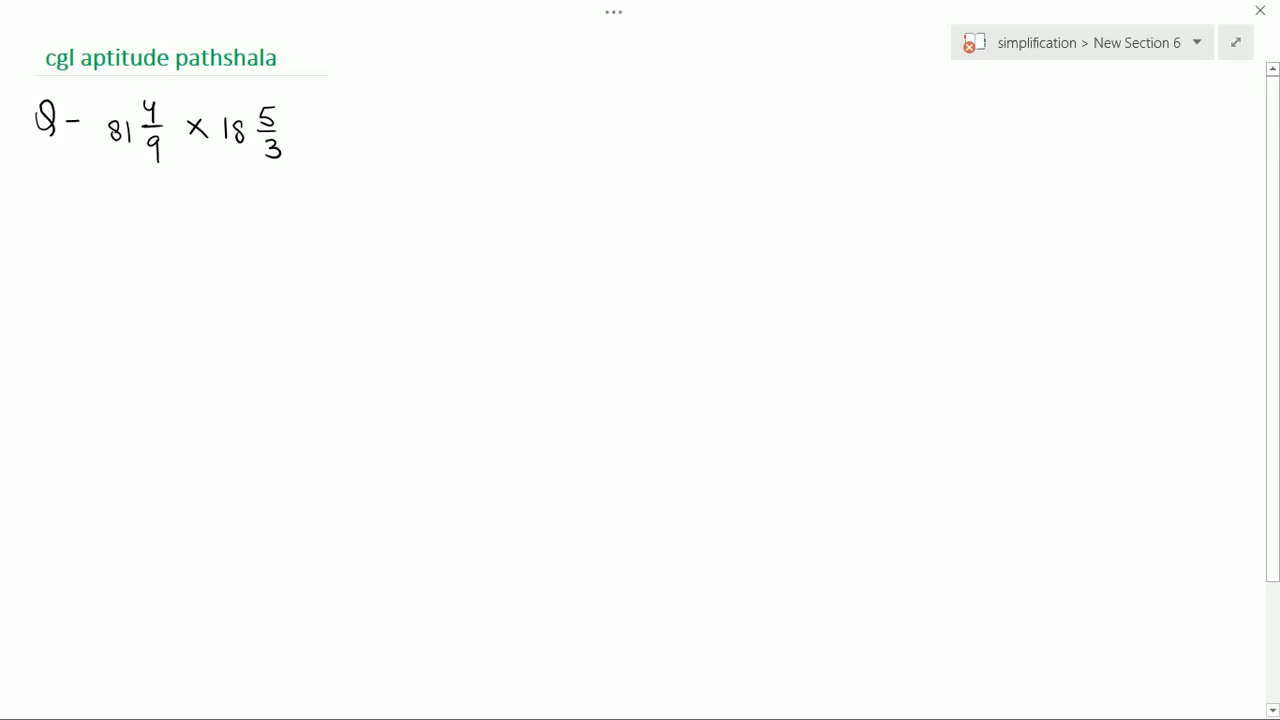 simplification > New Section 6
cgl aptitude pathshala
Q - 81 4/9 × 18 5/3